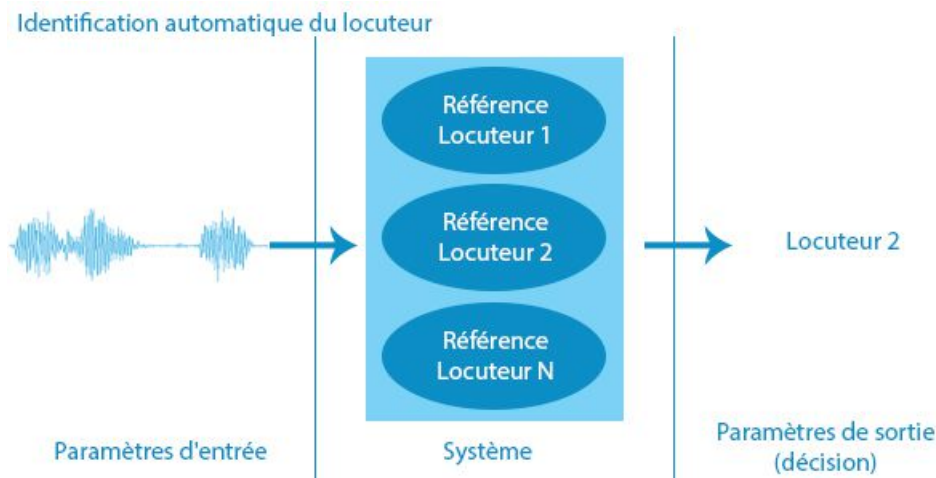 Identification automatique du locuteur
Référence
Locuteur 1
Référence
Locuteur 2
Référence
Locuteur N
Locuteur 2
Paramètres d'entrée
Système
Paramètres de sortie
(décision)